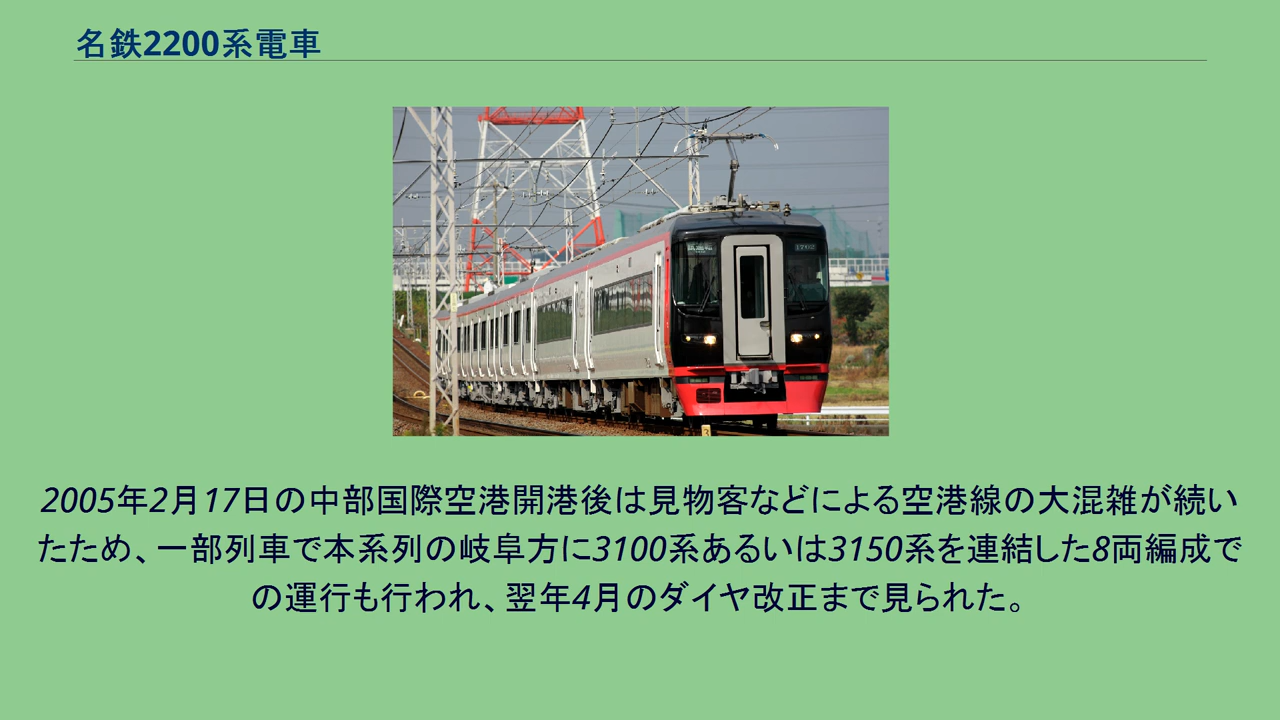 名鉄2200系電車
2005年2月17日の中部国際空港開港後は見物客などによる空港線の大混雑が続い
たため、一部列車で本系列の岐阜方に3100系あるいは3150系を連結した8両編成で
の運行も行われ、翌年4月のダイヤ改正まで見られた。